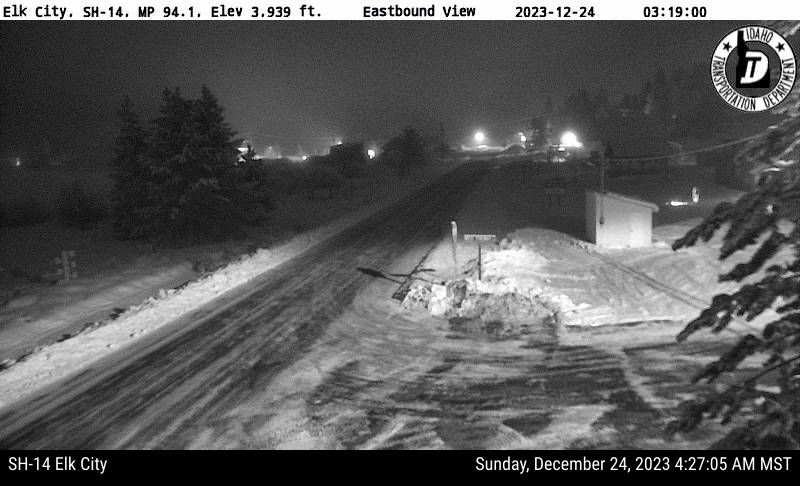 Elk City, SH-14, MP 94.1, Elev 3,939 ft. Eastbound View 2023-12-24 03:19:00
IDAHO
TRANSPORTATION DEPARTMENT
SH-14 Elk City Sunday, December 24, 2023 4:27:05 AM MST